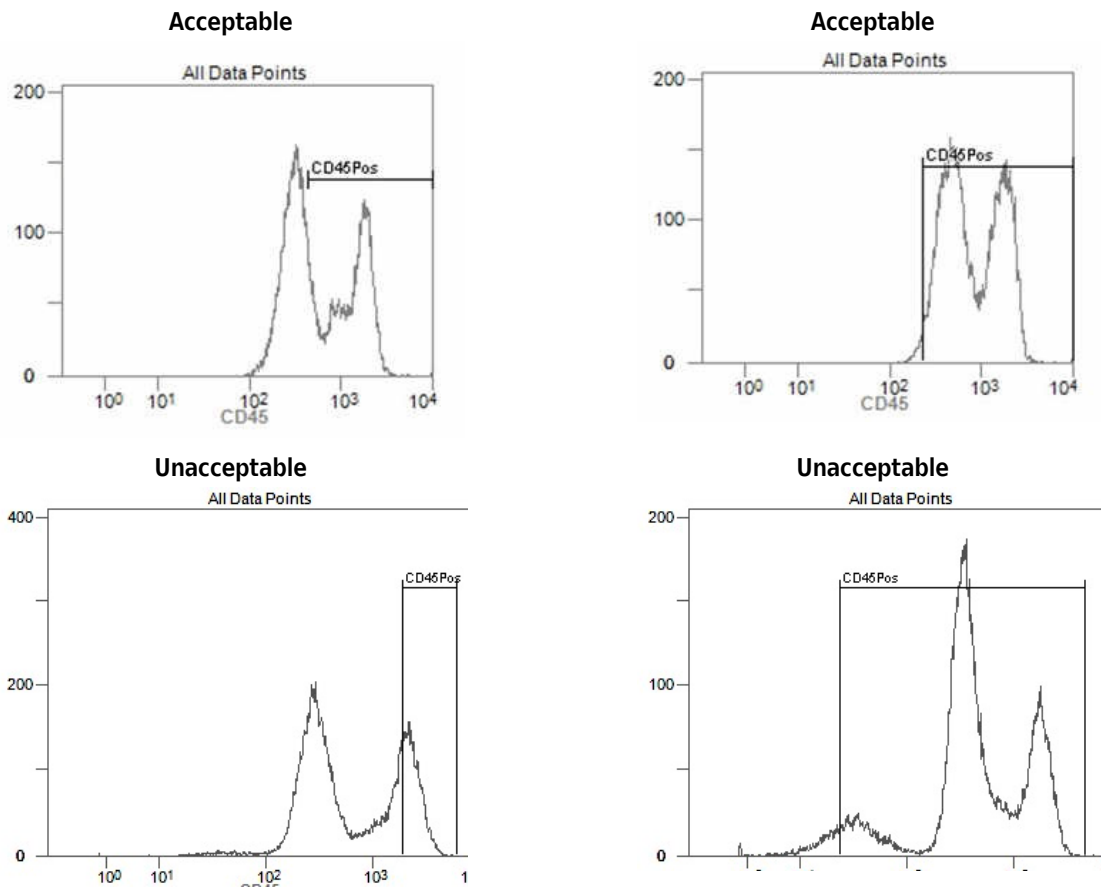 Acceptable
All Data Points
200
CD45Pos
100
0
10⁰ 10¹ 10² 10³ 10⁴
CD45
Acceptable
All Data Points
200
CD45Pos
100
0
10⁰ 10¹ 10² 10³ 10⁴
CD45
Unacceptable
All Data Points
400
CD45Pos
200
0
10⁰ 10¹ 10² 10³ 1
CD45
Unacceptable
All Data Points
200
CD45Pos
100
0